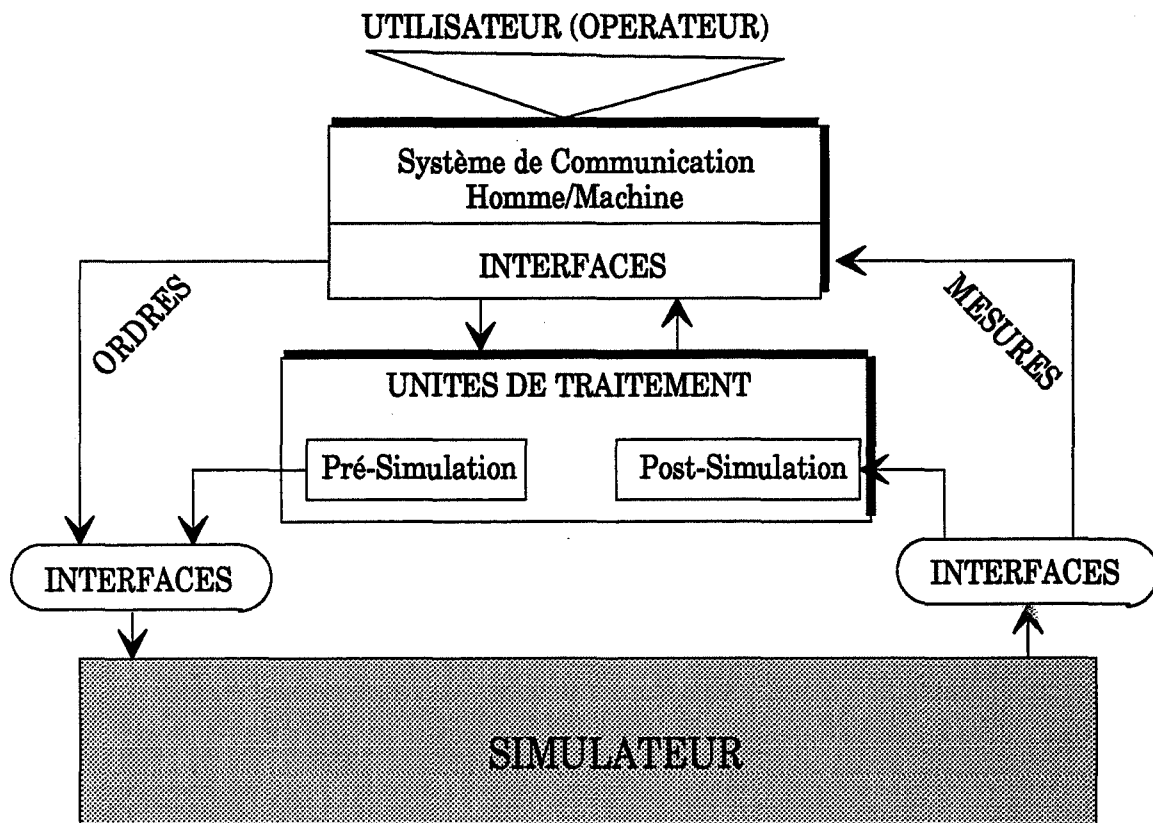 UTILISATEUR (OPERATEUR)
Système de Communication
Homme/Machine
INTERFACES
ORDRES
MESURES
UNITES DE TRAITEMENT
Pré-Simulation
Post-Simulation
INTERFACES
INTERFACES
SIMULATEUR